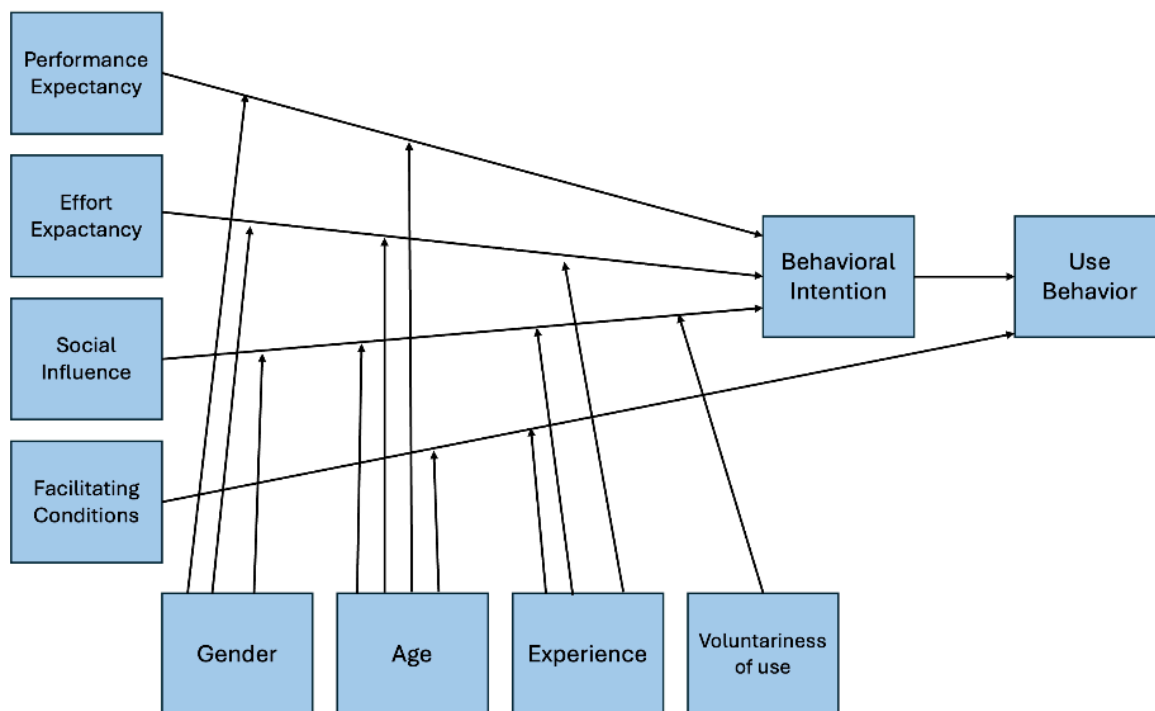 Performance
Expectancy
Effort
Expactancy
Social
Influence
Facilitating
Conditions
Behavioral
Intention
Use
Behavior
Gender
Age
Experience
Voluntariness
of use